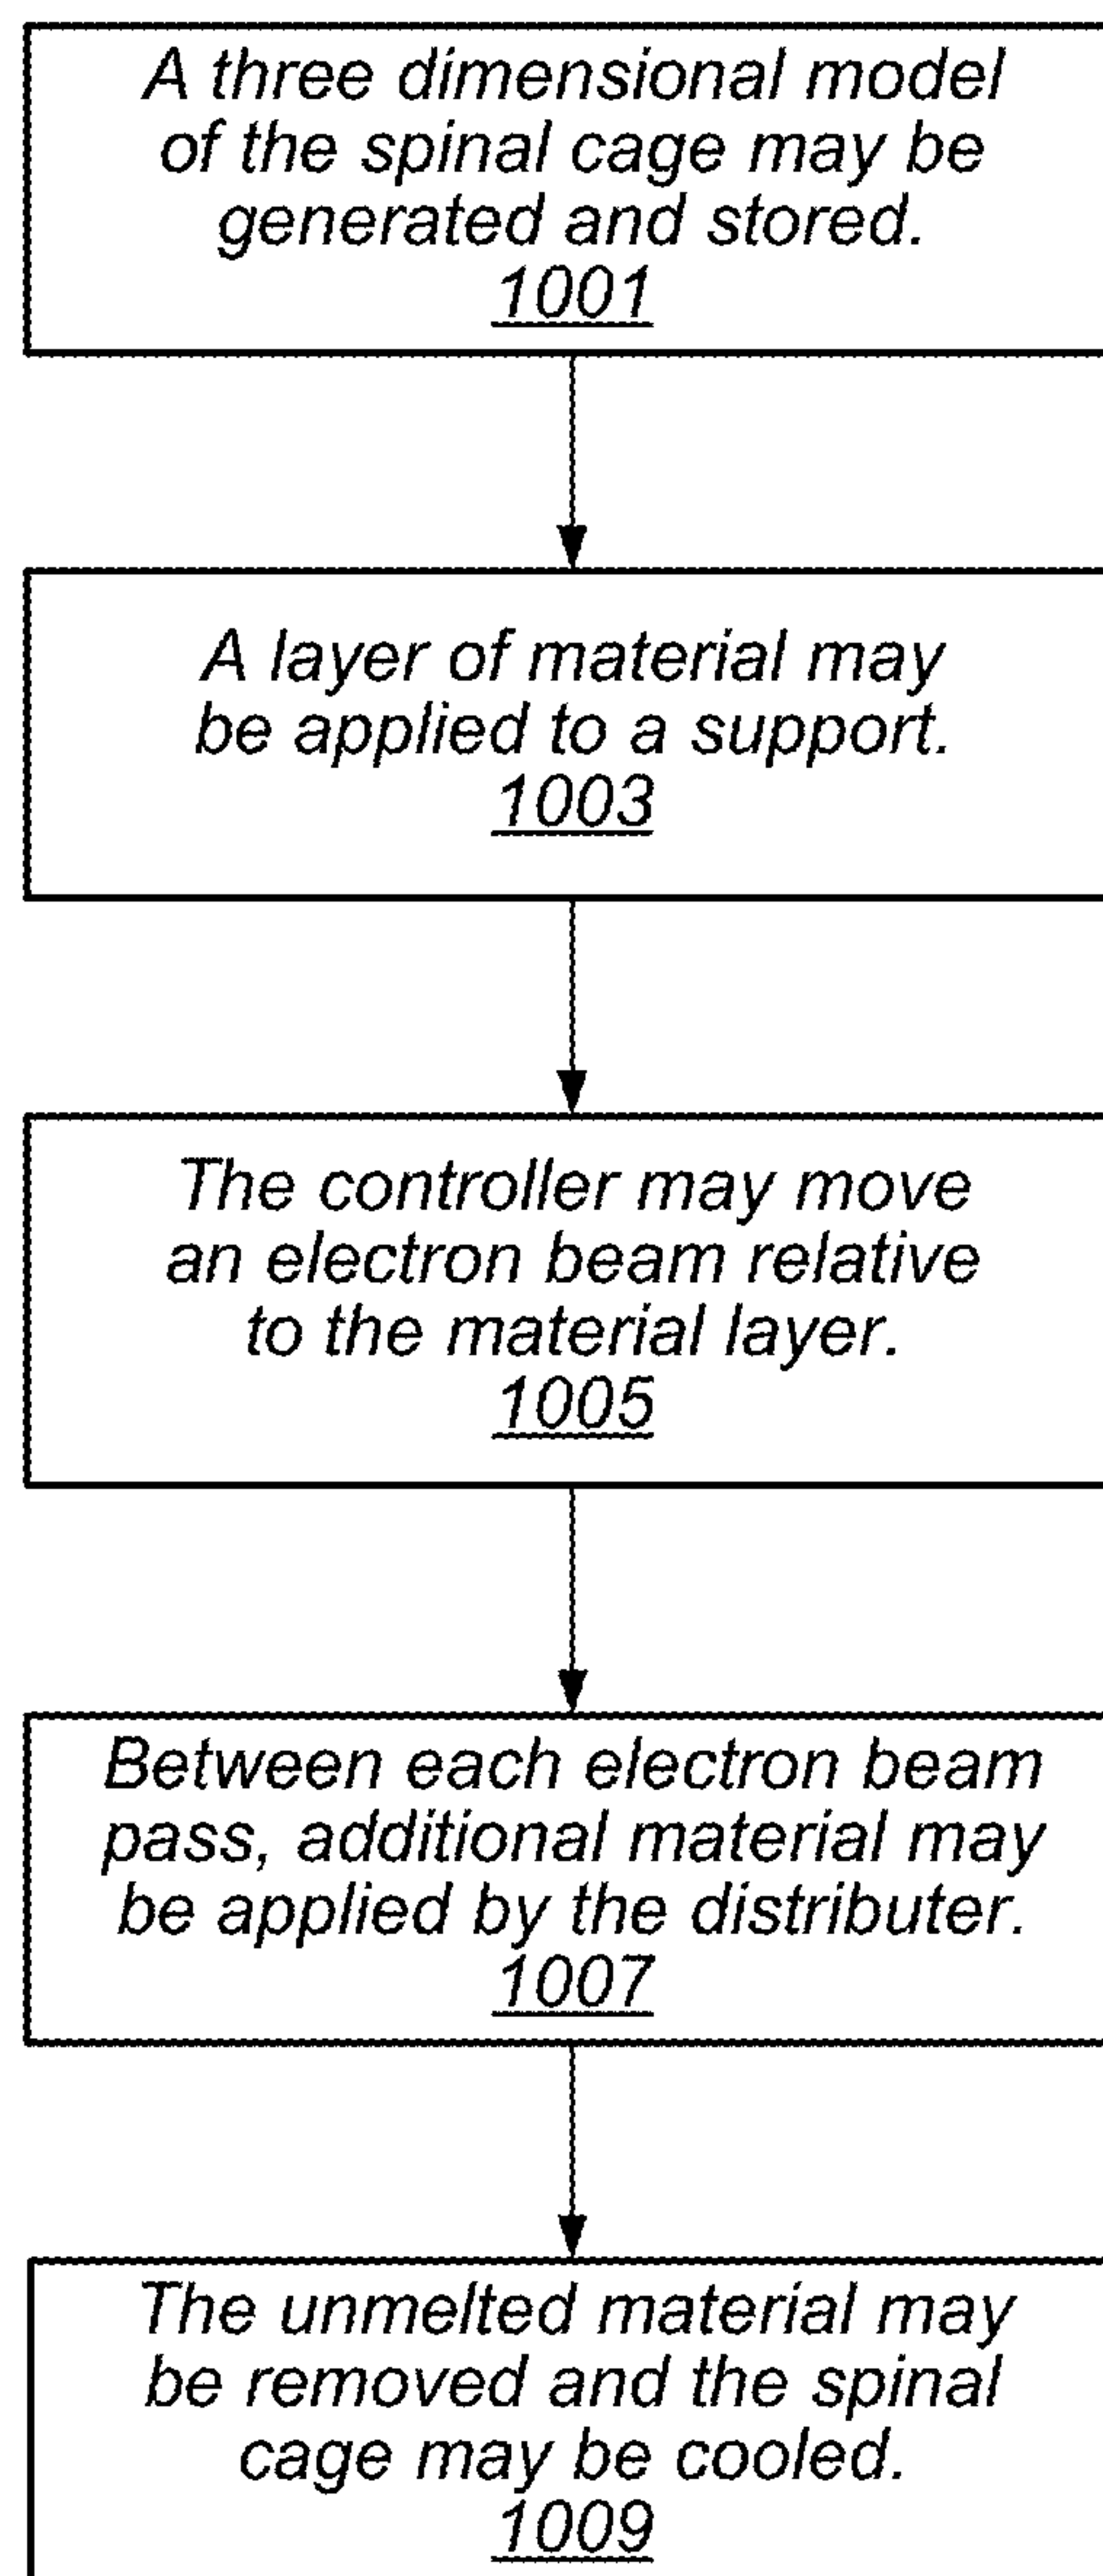 A three dimensional model
of the spinal cage may be
generated and stored.
1001
A layer of material may
be applied to a support.
1003
The controller may move
an electron beam relative
to the material layer.
1005
Between each electron beam
pass, additional material may
be applied by the distributer.
1007
The unmelted material may
be removed and the spinal
cage may be cooled.
1009